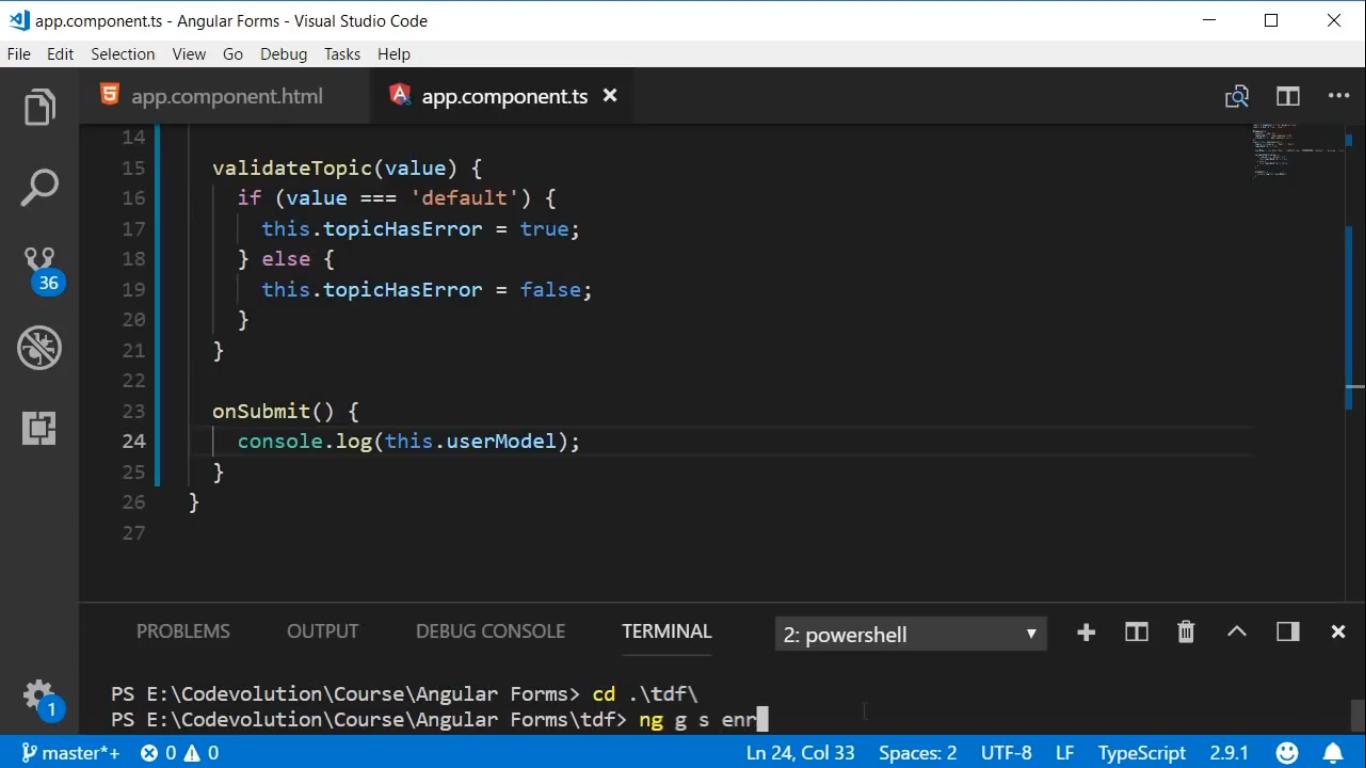 app.component.ts - Angular Forms - Visual Studio Code
File Edit Selection View Go Debug Tasks Help
app.component.html app.component.ts
14
15 validateTopic(value) {
16 if (value === 'default') {
17 this.topicHasError = true;
18 } else {
19 this.topicHasError = false;
20 }
21 }
22
23 onSubmit() {
24 console.log(this.userModel);
25 }
26 }
27
36
1
PROBLEMS OUTPUT DEBUG CONSOLE TERMINAL 2: powershell
PS E:\Codevolution\Course\Angular Forms> cd .\tdf\
PS E:\Codevolution\Course\Angular Forms\tdf> ng g s enr
master*+ 0 0 Ln 24, Col 33 Spaces: 2 UTF-8 LF TypeScript 2.9.1